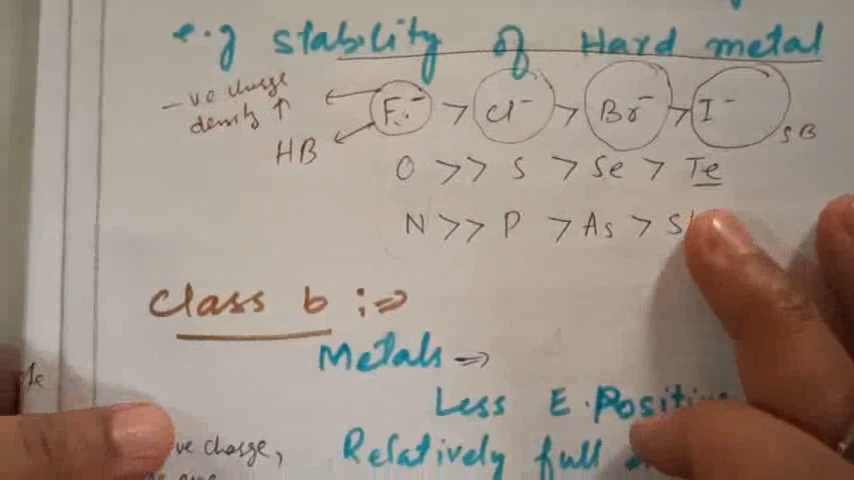 e.g stability of Hard metal
-ve charge
density ↑
F⁻ > Cl⁻ > Br⁻ > I⁻
HB
SB
O >> S > Se > Te
N >> P > As >
Class b :⇒
Metals ⇒
Less E. Positive
ve charge,
Relatively full